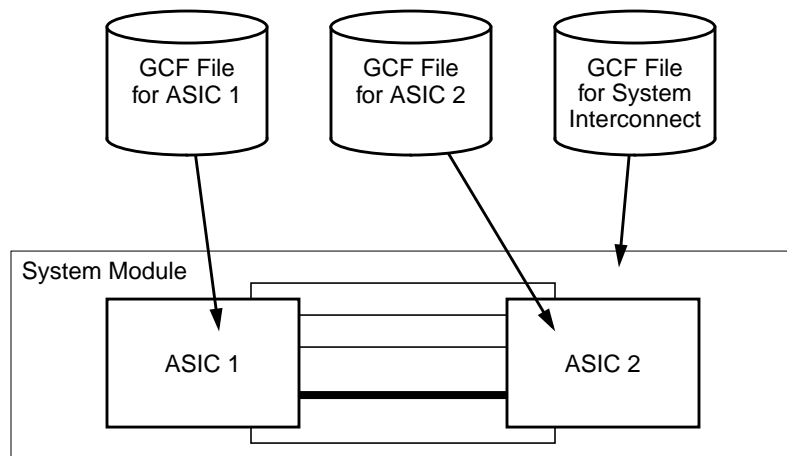 GCF File
for ASIC 1
GCF File
for ASIC 2
GCF File
for System
Interconnect
System Module
ASIC 1
ASIC 2